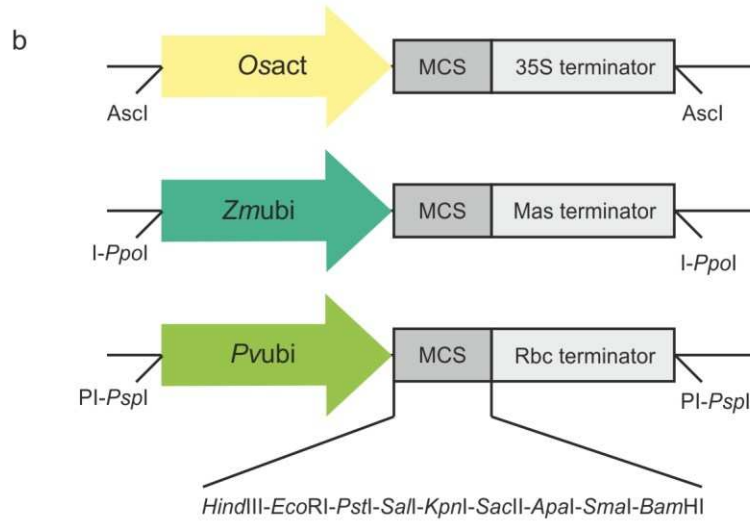 b
Osact MCS 35S terminator
AscI AscI
Zmubi MCS Mas terminator
I-PpoI I-PpoI
Pvubi MCS Rbc terminator
PI-PspI PI-PspI
HindIII-EcoRI-PstI-SalI-KpnI-SacII-ApaI-SmaI-BamHI